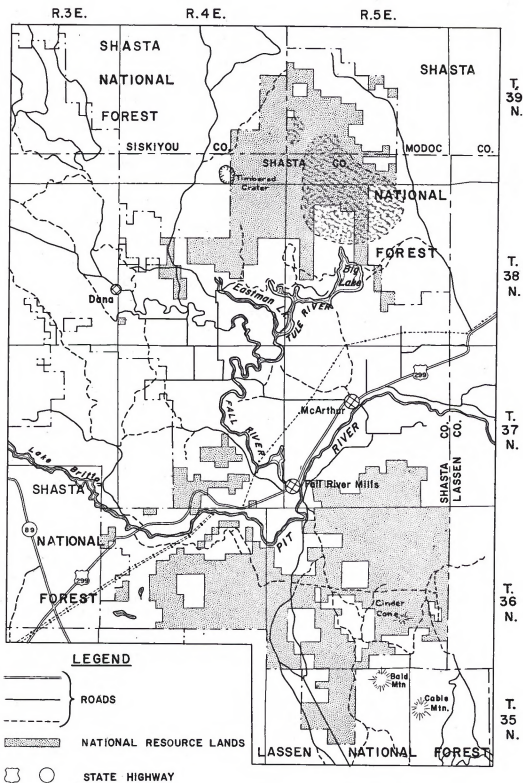 R.3E. R.4E. R.5E.
SHASTA
NATIONAL
FOREST
SHASTA
T.
39
N.
SISKIYOU CO. MODOC CO.
SHASTA CO.
Timbered
Crater
NATIONAL
FOREST
T.
38
N.
Big
Lake
Eastman
TULE RIVER
Dana
299
McArthur
FALL
RIVER
RIVER
T.
37
N.
SHASTA CO.
LASSEN CO.
Lake Britton
SHASTA
Fall River Mills
89
NATIONAL
PIT
299
FOREST
Cinder
Cone
T.
36
N.
LEGEND
ROADS
Bald
Mtn
Cable
Mtn.
T.
35
N.
NATIONAL RESOURCE LANDS
LASSEN NATIONAL FOREST
STATE HIGHWAY